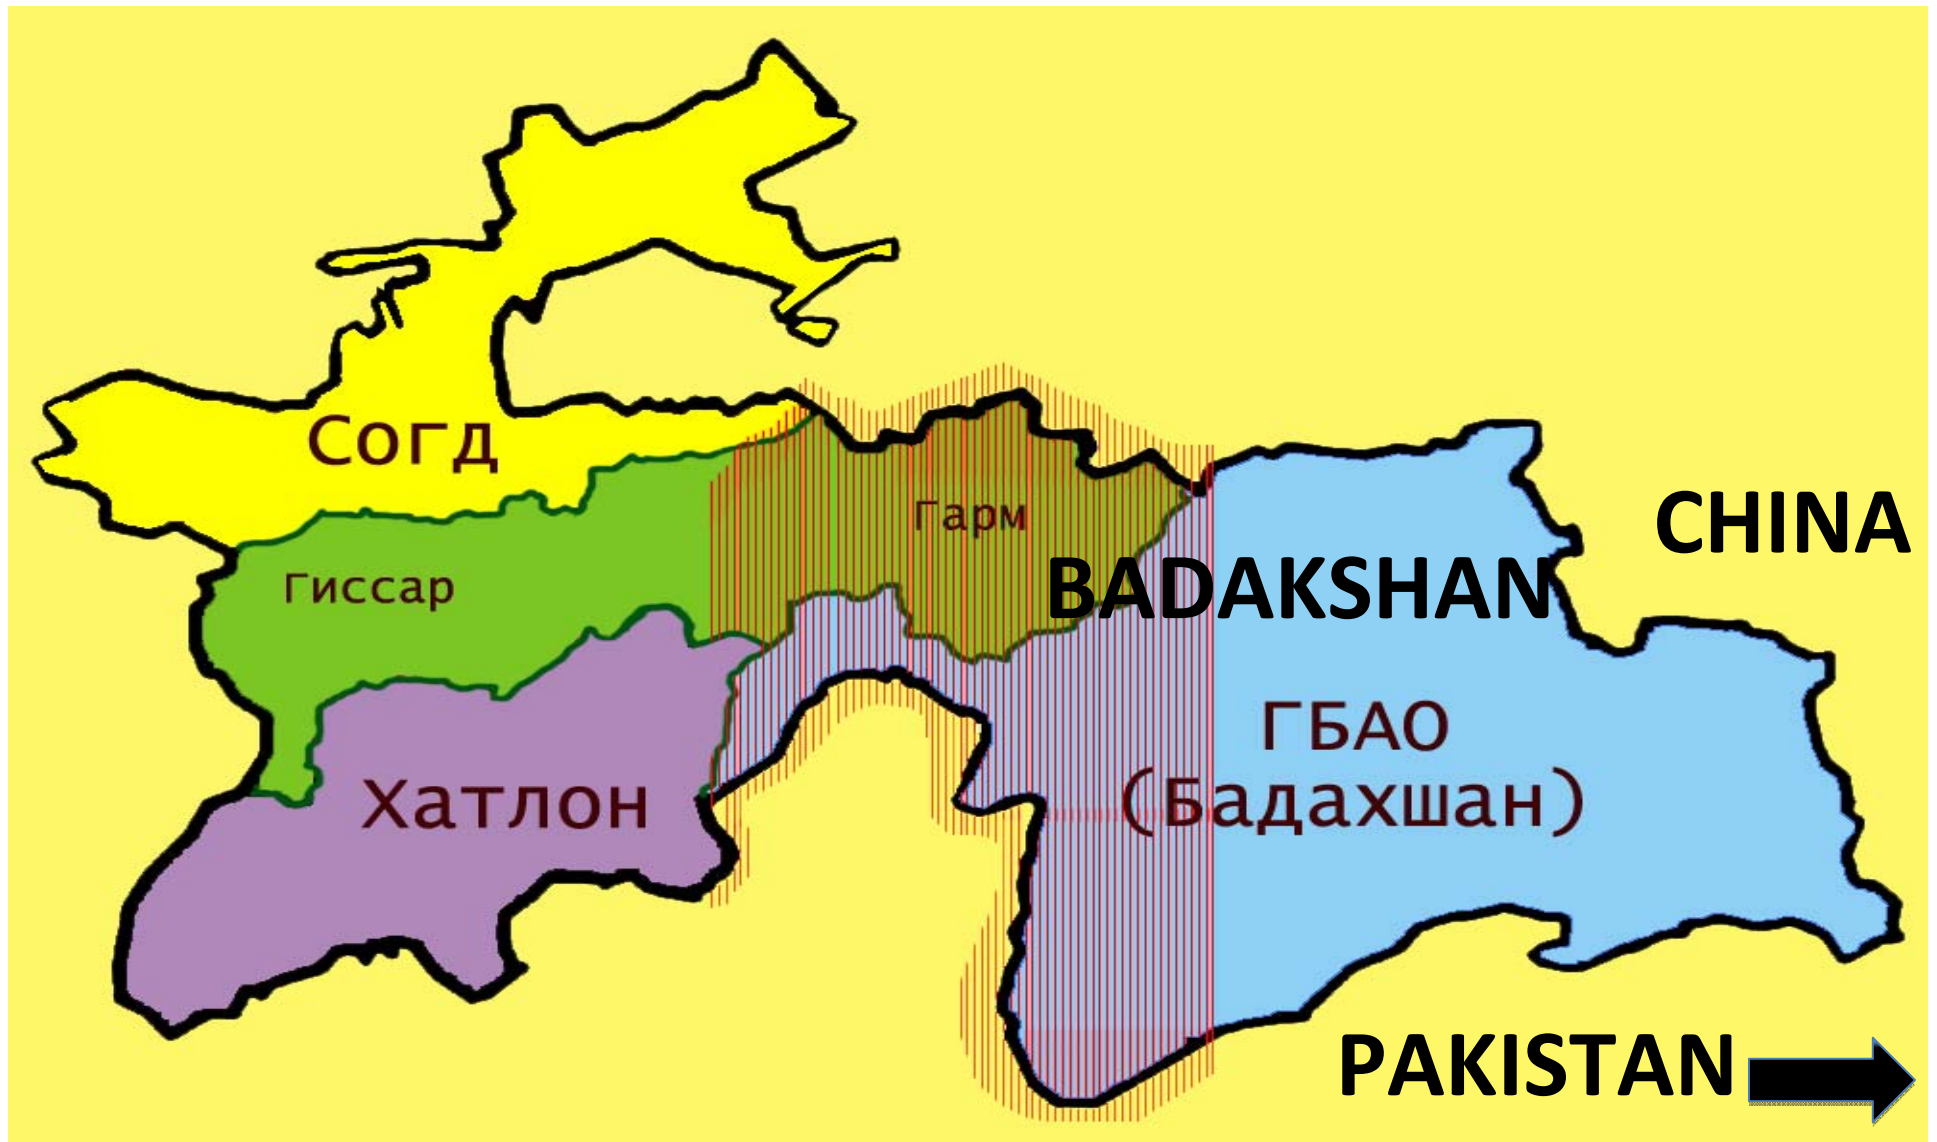 Согд
CHINA
Гарм
Гиссар
BADAKSHAN
ГБАО
(Бадахшан)
Хатлон
PAKISTAN